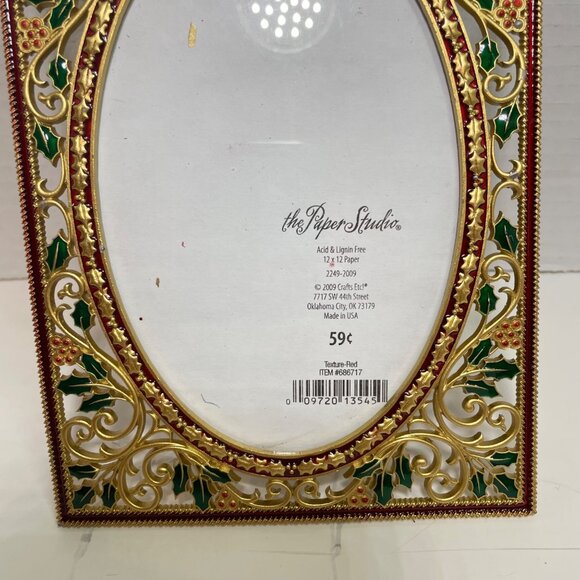 the Paper Studio®
Acid & Lignin Free
12 x 12 Paper
2249-2009
© 2009 Crafts Etc!®
7717 SW 44th Street
Oklahoma City, OK 73179
Made in USA
59¢
Texture-Red
ITEM #686717
0 09720 13545